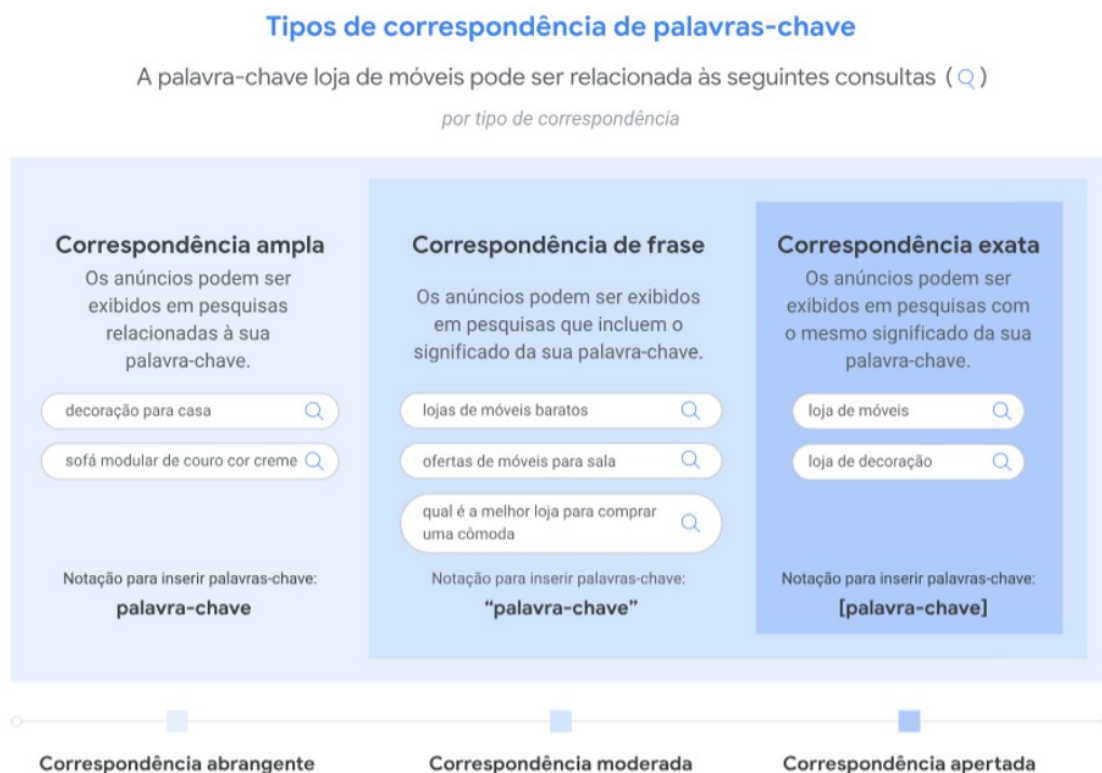 Tipos de correspondência de palavras-chave
A palavra-chave loja de móveis pode ser relacionada às seguintes consultas ( )
por tipo de correspondência
Correspondência ampla
Os anúncios podem ser
exibidos em pesquisas
relacionadas à sua
palavra-chave.
decoração para casa
sofá modular de couro cor creme
Notação para inserir palavras-chave:
palavra-chave
Correspondência de frase
Os anúncios podem ser exibidos
em pesquisas que incluem o
significado da sua palavra-chave.
lojas de móveis baratos
ofertas de móveis para sala
qual é a melhor loja para comprar
uma cômoda
Notação para inserir palavras-chave:
“palavra-chave”
Correspondência exata
Os anúncios podem ser
exibidos em pesquisas com
o mesmo significado da sua
palavra-chave.
loja de móveis
loja de decoração
Notação para inserir palavras-chave:
[palavra-chave]
Correspondência abrangente
Correspondência moderada
Correspondência apertada